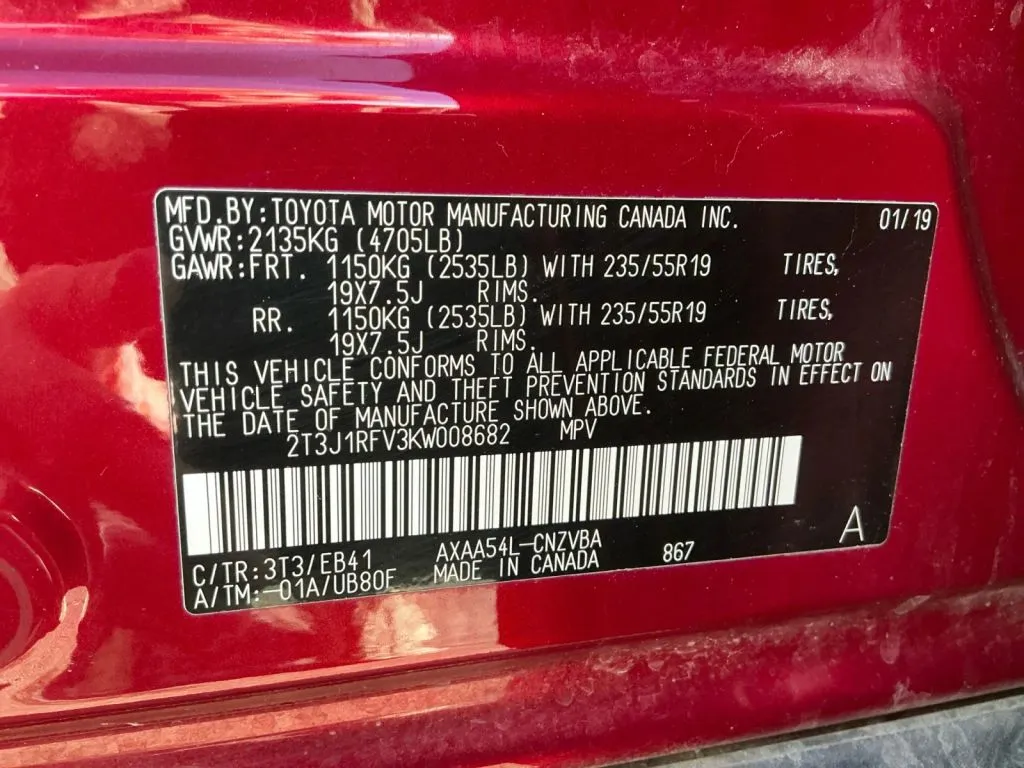 MFD.BY:TOYOTA MOTOR MANUFACTURING CANADA INC. 01/19
GVWR:2135KG (4705LB)
GAWR:FRT. 1150KG (2535LB) WITH 235/55R19 TIRES,
19X7.5J RIMS.
RR. 1150KG (2535LB) WITH 235/55R19 TIRES,
19X7.5J RIMS.
THIS VEHICLE CONFORMS TO ALL APPLICABLE FEDERAL MOTOR
VEHICLE SAFETY AND THEFT PREVENTION STANDARDS IN EFFECT ON
THE DATE OF MANUFACTURE SHOWN ABOVE.
2T3J1RFV3KW008682 MPV
C/TR:3T3/EB41 AXAA54L-CNZVBA 867 A
A/TM:-01A/UB80F MADE IN CANADA